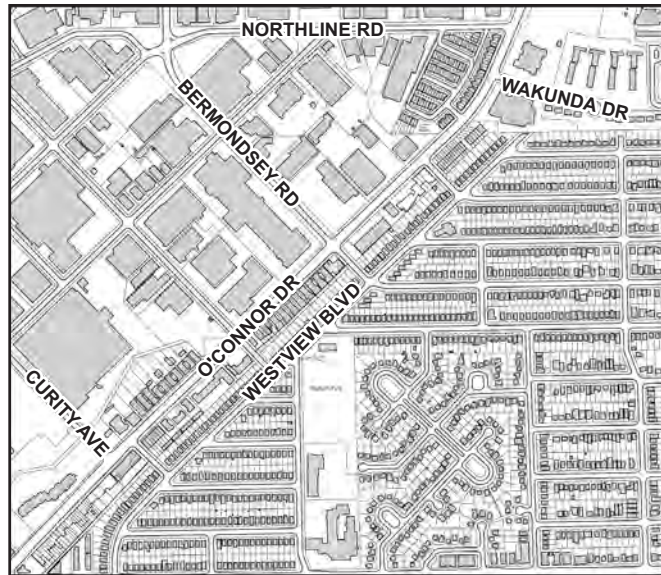 NORTHLINE RD
WAKUNDA DR
BERMONDSEY RD
O'CONNOR DR
WESTVIEW BLVD
CURITY AVE